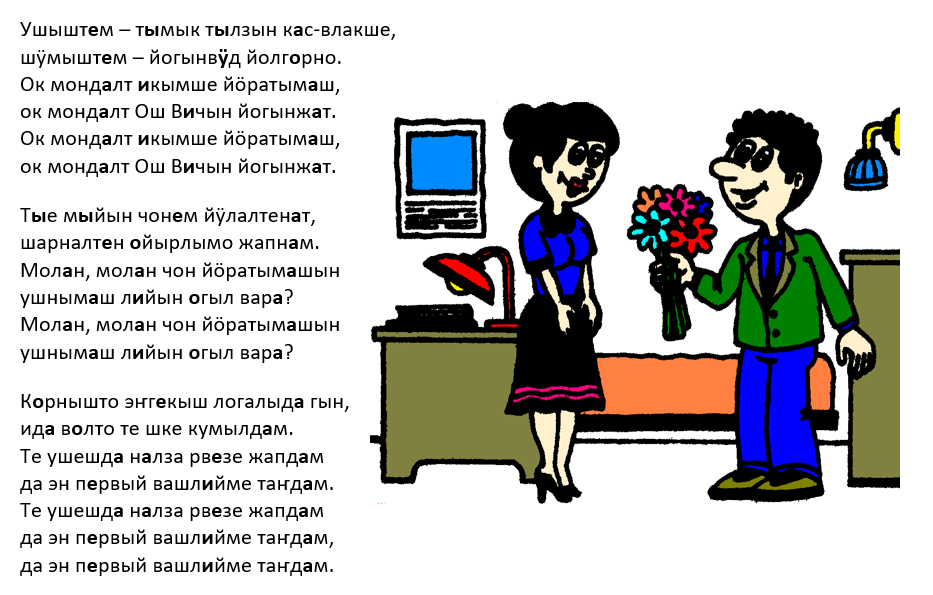 Ушыштем – тымык тылзын кас-влакше,
шӱмыштем – йогынвӱд йолгорно.
Ок мондалт икымше йӧратымаш,
ок мондалт Ош Вичын йогынжат.
Ок мондалт икымше йӧратымаш,
ок мондалт Ош Вичын йогынжат.
Тые мыйын чонем йӱлалтенат,
шарналтен ойырлымо жапнам.
Молан, молан чон йӧратымашын
ушнымаш лийын огыл вара?
Молан, молан чон йӧратымашын
ушнымаш лийын огыл вара?
Корнышто эҥгекыш логалыда гын,
ида волто те шке кумылдам.
Те ушешда налза рвезе жапдам
да эн первый вашлийме таҥдам.
Те ушешда налза рвезе жапдам
да эн первый вашлийме таҥдам,
да эн первый вашлийме таҥдам.